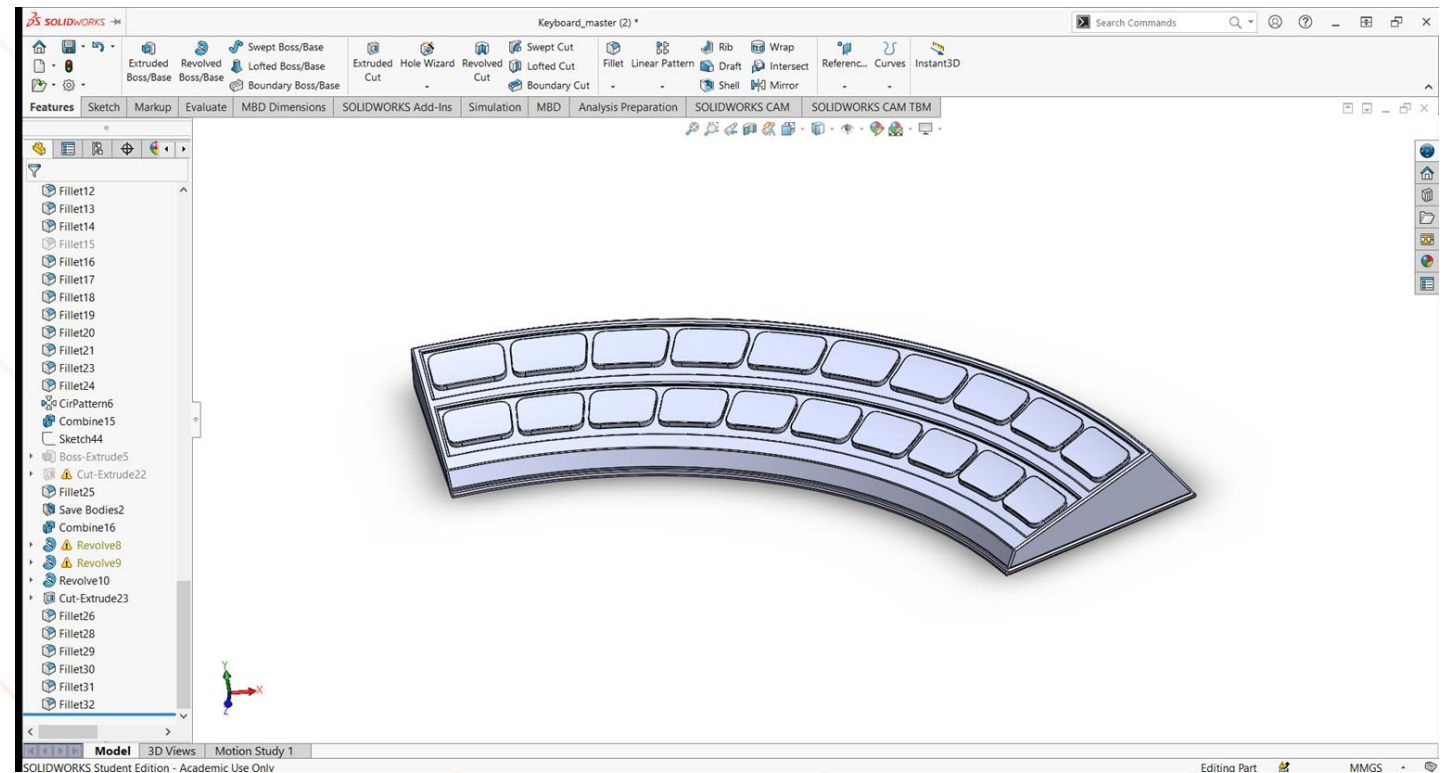 SOLIDWORKS
Keyboard_master (2) *
Search Commands
Extruded Boss/Base
Revolved Boss/Base
Swept Boss/Base
Lofted Boss/Base
Boundary Boss/Base
Extruded Cut
Hole Wizard
Revolved Cut
Swept Cut
Lofted Cut
Boundary Cut
Fillet
Linear Pattern
Rib
Draft
Shell
Wrap
Intersect
Mirror
Referenc...
Curves
Instant3D
Features Sketch Markup Evaluate MBD Dimensions SOLIDWORKS Add-Ins Simulation MBD Analysis Preparation SOLIDWORKS CAM SOLIDWORKS CAM TBM
Fillet12
Fillet13
Fillet14
Fillet15
Fillet16
Fillet17
Fillet18
Fillet19
Fillet20
Fillet21
Fillet23
Fillet24
CirPattern6
Combine15
Sketch44
Boss-Extrude5
Cut-Extrude22
Fillet25
Save Bodies2
Combine16
Revolve8
Revolve9
Revolve10
Cut-Extrude23
Fillet26
Fillet28
Fillet29
Fillet30
Fillet31
Fillet32
Y
X
Z
Model 3D Views Motion Study 1
SOLIDWORKS Student Edition - Academic Use Only
Editing Part MMGS